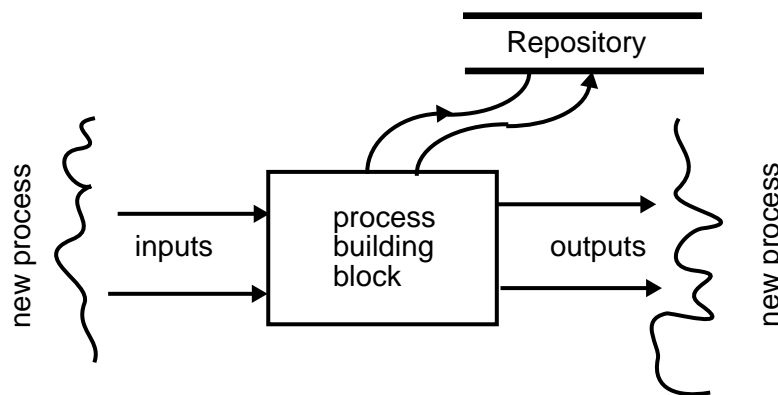 Repository
new process
inputs
process
building
block
outputs
new process